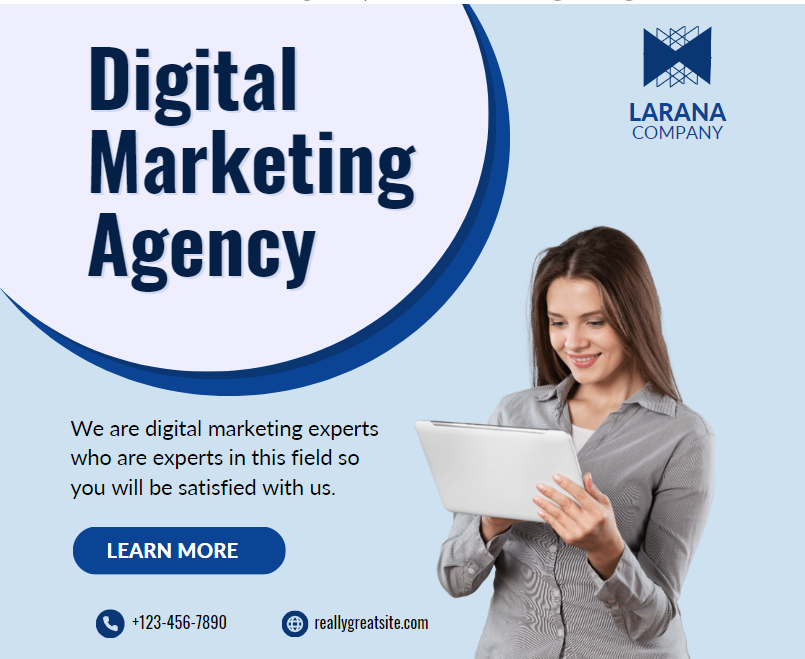 Digital
Marketing
Agency
LARANA
COMPANY
We are digital marketing experts
who are experts in this field so
you will be satisfied with us.
LEARN MORE
+123-456-7890
reallygreatsite.com